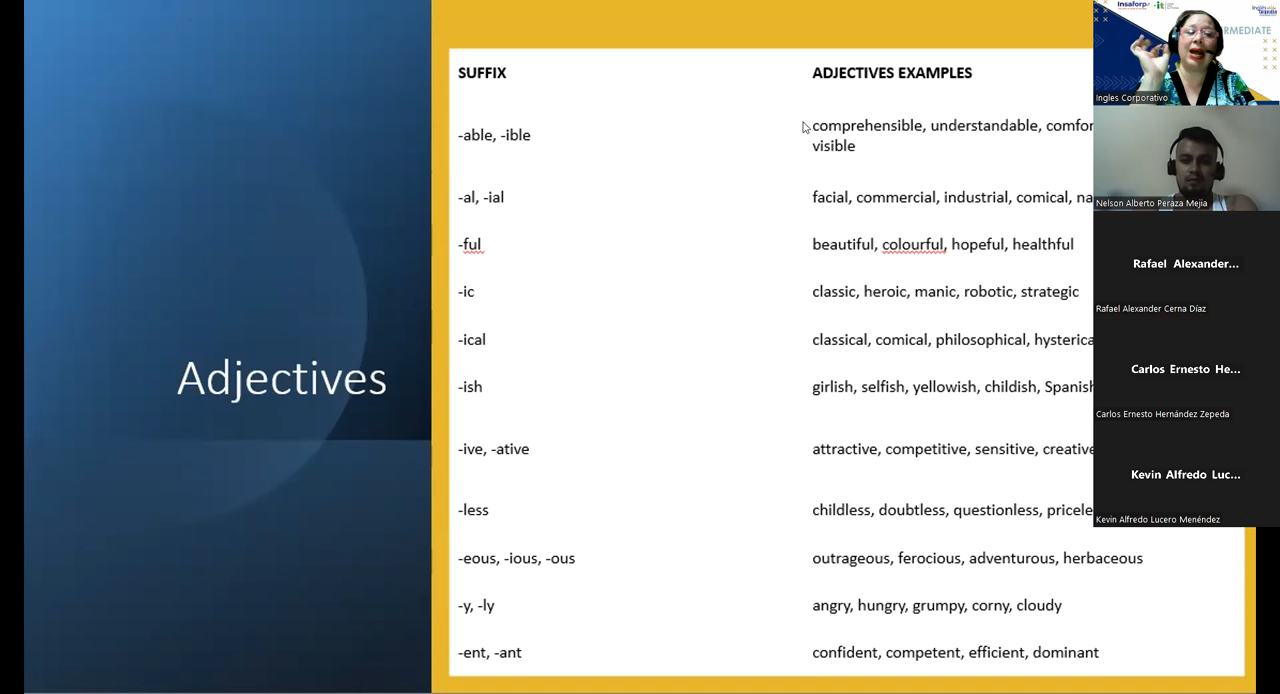 Adjectives
SUFFIX ADJECTIVES EXAMPLES
-able, -ible comprehensible, understandable,
visible
-al, -ial facial, commercial, industrial, comical,
-ful beautiful, colourful, hopeful, healthful
-ic classic, heroic, manic, robotic, strategic
-ical classical, comical, philosophical,
-ish girlish, selfish, yellowish, childish, Spanish
-ive, -ative attractive, competitive, sensitive, creative
-less childless, doubtless, questionless,
-eous, -ious, -ous outrageous, ferocious, adventurous, herbaceous
-y, -ly angry, hungry, grumpy, corny, cloudy
-ent, -ant confident, competent, efficient, dominant
Insaforp
RMEDIATE
Ingles Corporativo
Nelson Alberto Peraza Mejia
Rafael Alexander...
Rafael Alexander Cerna Díaz
Carlos Ernesto He...
Carlos Ernesto Hernández Zepeda
Kevin Alfredo Luc...
Kevin Alfredo Lucero Menéndez